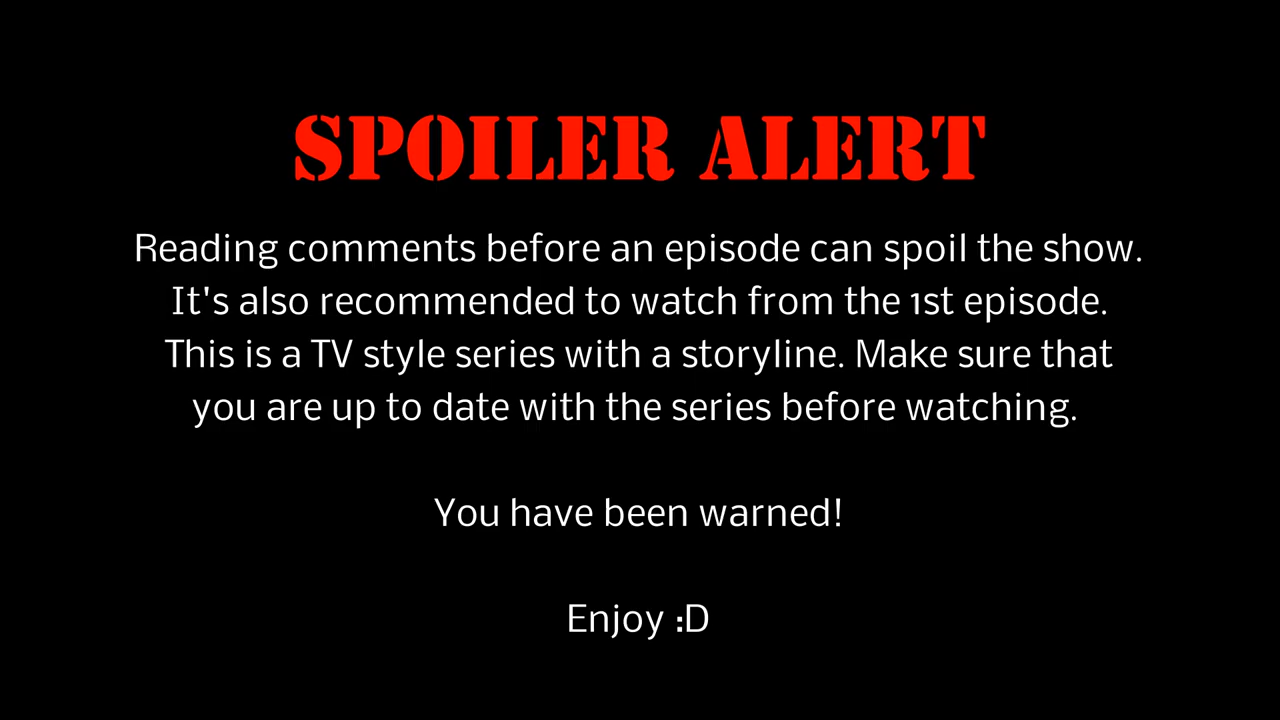 SPOILER ALERT
Reading comments before an episode can spoil the show.
It's also recommended to watch from the 1st episode.
This is a TV style series with a storyline. Make sure that
you are up to date with the series before watching.
You have been warned!
Enjoy :D